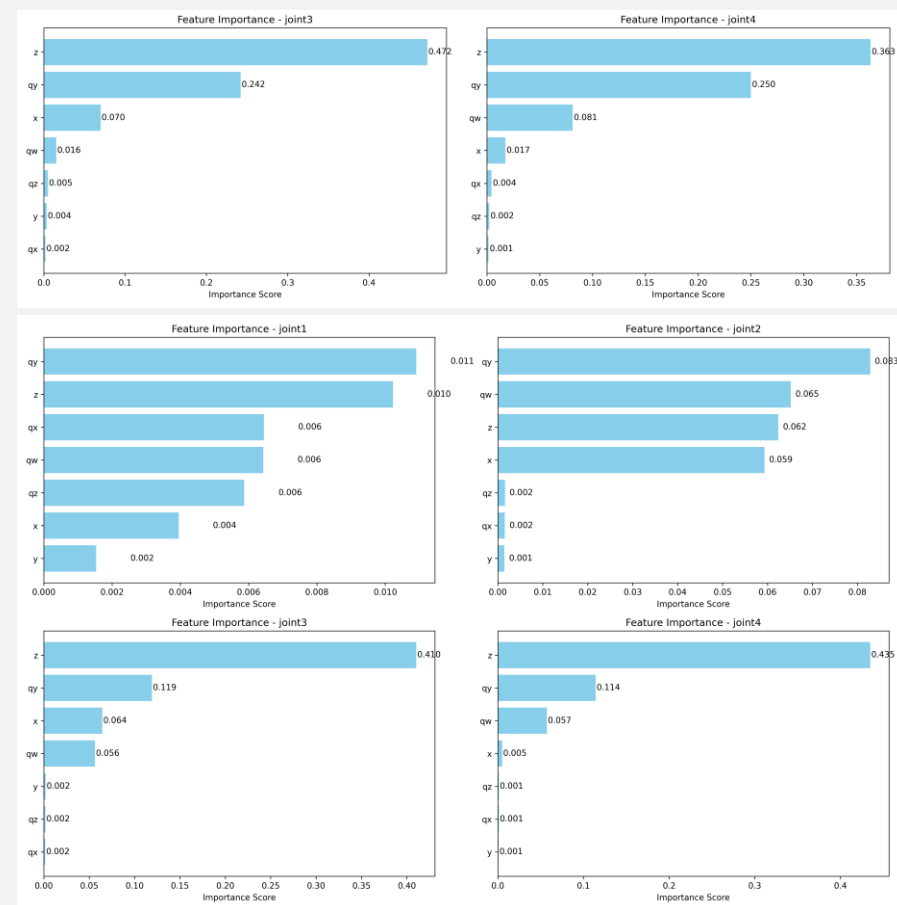 Feature Importance - joint3
z 0.472
qy 0.242
x 0.070
qw 0.016
qz 0.005
y 0.004
qx 0.002
0.0 0.1 0.2 0.3 0.4
Importance Score
Feature Importance - joint4
z 0.363
qy 0.250
qw 0.081
x 0.017
qx 0.004
qz 0.002
y 0.001
0.00 0.05 0.10 0.15 0.20 0.25 0.30 0.35
Importance Score
Feature Importance - joint1
qy 0.011
z 0.010
qx 0.006
qw 0.006
qz 0.006
x 0.004
y 0.002
0.000 0.002 0.004 0.006 0.008 0.010
Importance Score
Feature Importance - joint2
qy 0.083
qw 0.065
z 0.062
x 0.059
qz 0.002
qx 0.002
y 0.001
0.00 0.01 0.02 0.03 0.04 0.05 0.06 0.07 0.08
Importance Score
Feature Importance - joint3
z 0.410
qy 0.119
x 0.064
qw 0.056
y 0.002
qz 0.002
qx 0.002
0.00 0.05 0.10 0.15 0.20 0.25 0.30 0.35 0.40
Importance Score
Feature Importance - joint4
z 0.435
qy 0.114
qw 0.057
x 0.005
qz 0.001
qx 0.001
y 0.001
0.0 0.1 0.2 0.3 0.4
Importance Score